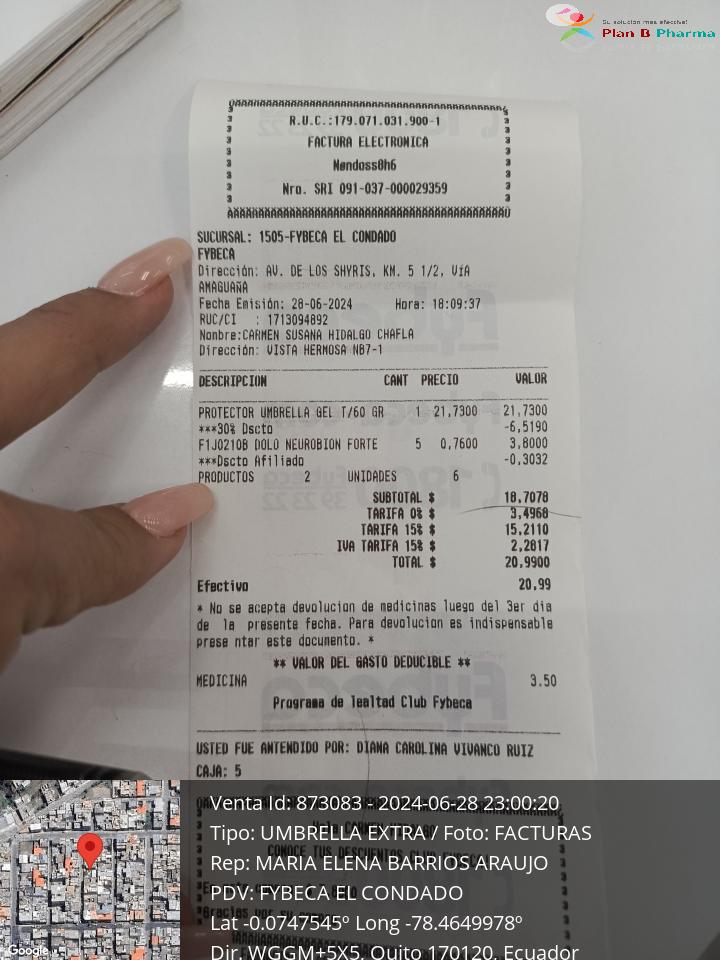 Su solución más efectiva!
Plan B Pharma
R.U.C.:179.071.031.900-1
FACTURA ELECTRONICA
Nøndoss0h6
Nro. SRI 091-037-000029359
SUCURSAL: 1505-FYBECA EL CONDADO
FYBECA
Dirección: AV. DE LOS SHYRIS, KM. 5 1/2, VíA
AMAGUAñA
Fecha Emisión: 28-06-2024 Hora: 18:09:37
RUC/CI : 1713094892
Nombre:CARMEN SUSANA HIDALGO CHAFLA
Dirección: VISTA HERMOSA NB7-1
DESCRIPCION CANT PRECIO VALOR
PROTECTOR UMBRELLA GEL T/60 GR 1 21,7300 21,7300
***30% Dscto -6,5190
F1J0210B DOLO NEUROBION FORTE 5 0,7600 3,8000
***Dscto Afiliado -0,3032
PRODUCTOS 2 UNIDADES 6
SUBTOTAL $ 18,7078
TARIFA 0% $ 3,4968
TARIFA 15% $ 15,2110
IVA TARIFA 15% $ 2,2817
TOTAL $ 20,9900
Efectivo 20,99
* No se acepta devolucion de medicinas luego del 3er dia
de la presente fecha. Para devolucion es indispensable
prese ntar este documento. *
** VALOR DEL GASTO DEDUCIBLE **
MEDICINA 3.50
Programa de lealtad Club Fybeca
USTED FUE ANTENDIDO POR: DIANA CAROLINA VIVANCO RUIZ
CAJA: 5
Venta Id: 873083 - 2024-06-28 23:00:20
Tipo: UMBRELLA EXTRA / Foto: FACTURAS
CONOCE TUS DESCUENTOS CLUB
Rep: MARIA ELENA BARRIOS ARAUJO
PDV: FYBECA EL CONDADO
Lat -0.0747545º Long -78.4649978º
Dir. WGGM+5X5, Quito 170120, Ecuador
Google